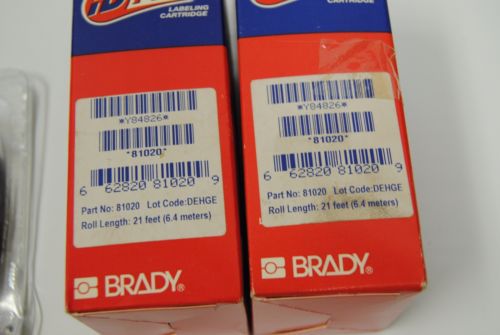 LABELING
CARTRIDGE
*Y84826*
*81020*
6 62820 81020 9
Part No: 81020 Lot Code: DEHGE
Roll Length: 21 feet (6.4 meters)
BRADY®
LABELING
CARTRIDGE
*Y84826*
*81020*
6 62820 81020 9
Part No: 81020 Lot Code: DEHGE
Roll Length: 21 feet (6.4 meters)
BRADY®